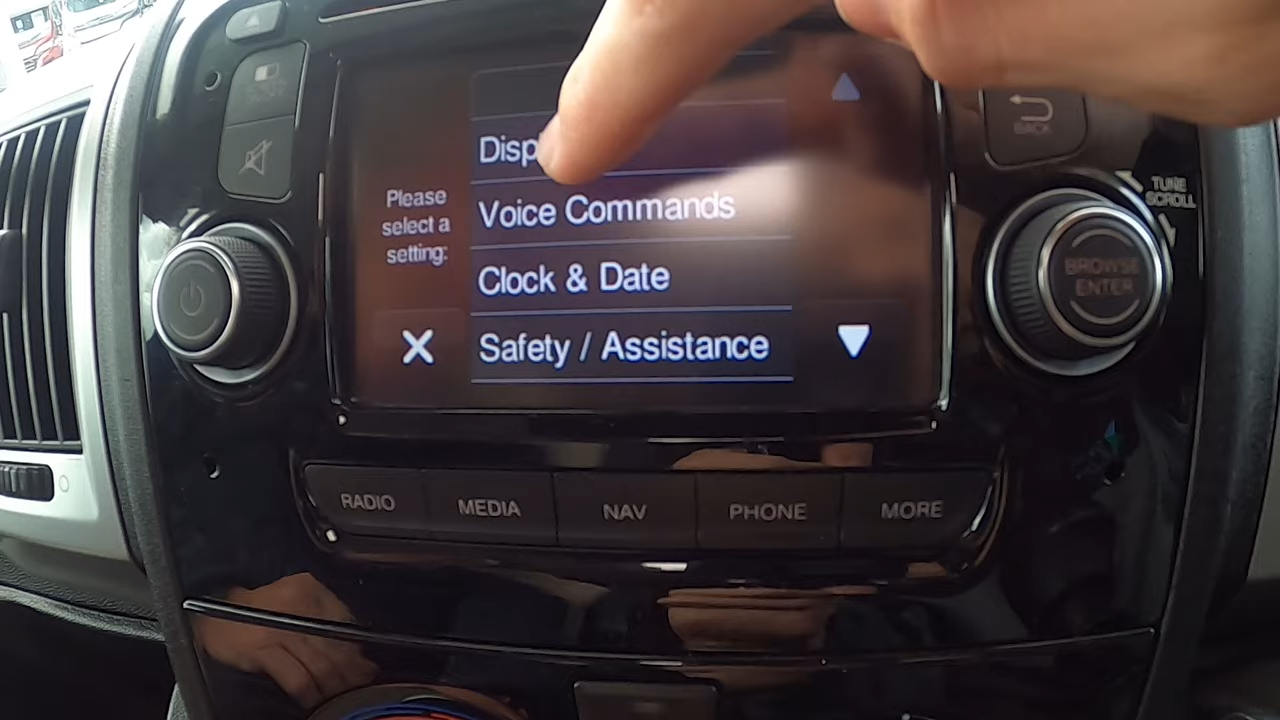 Disp
Please
select a
setting:
Voice Commands
Clock & Date
Safety / Assistance
BACK
TUNE
SCROLL
BROWSE
ENTER
RADIO
MEDIA
NAV
PHONE
MORE